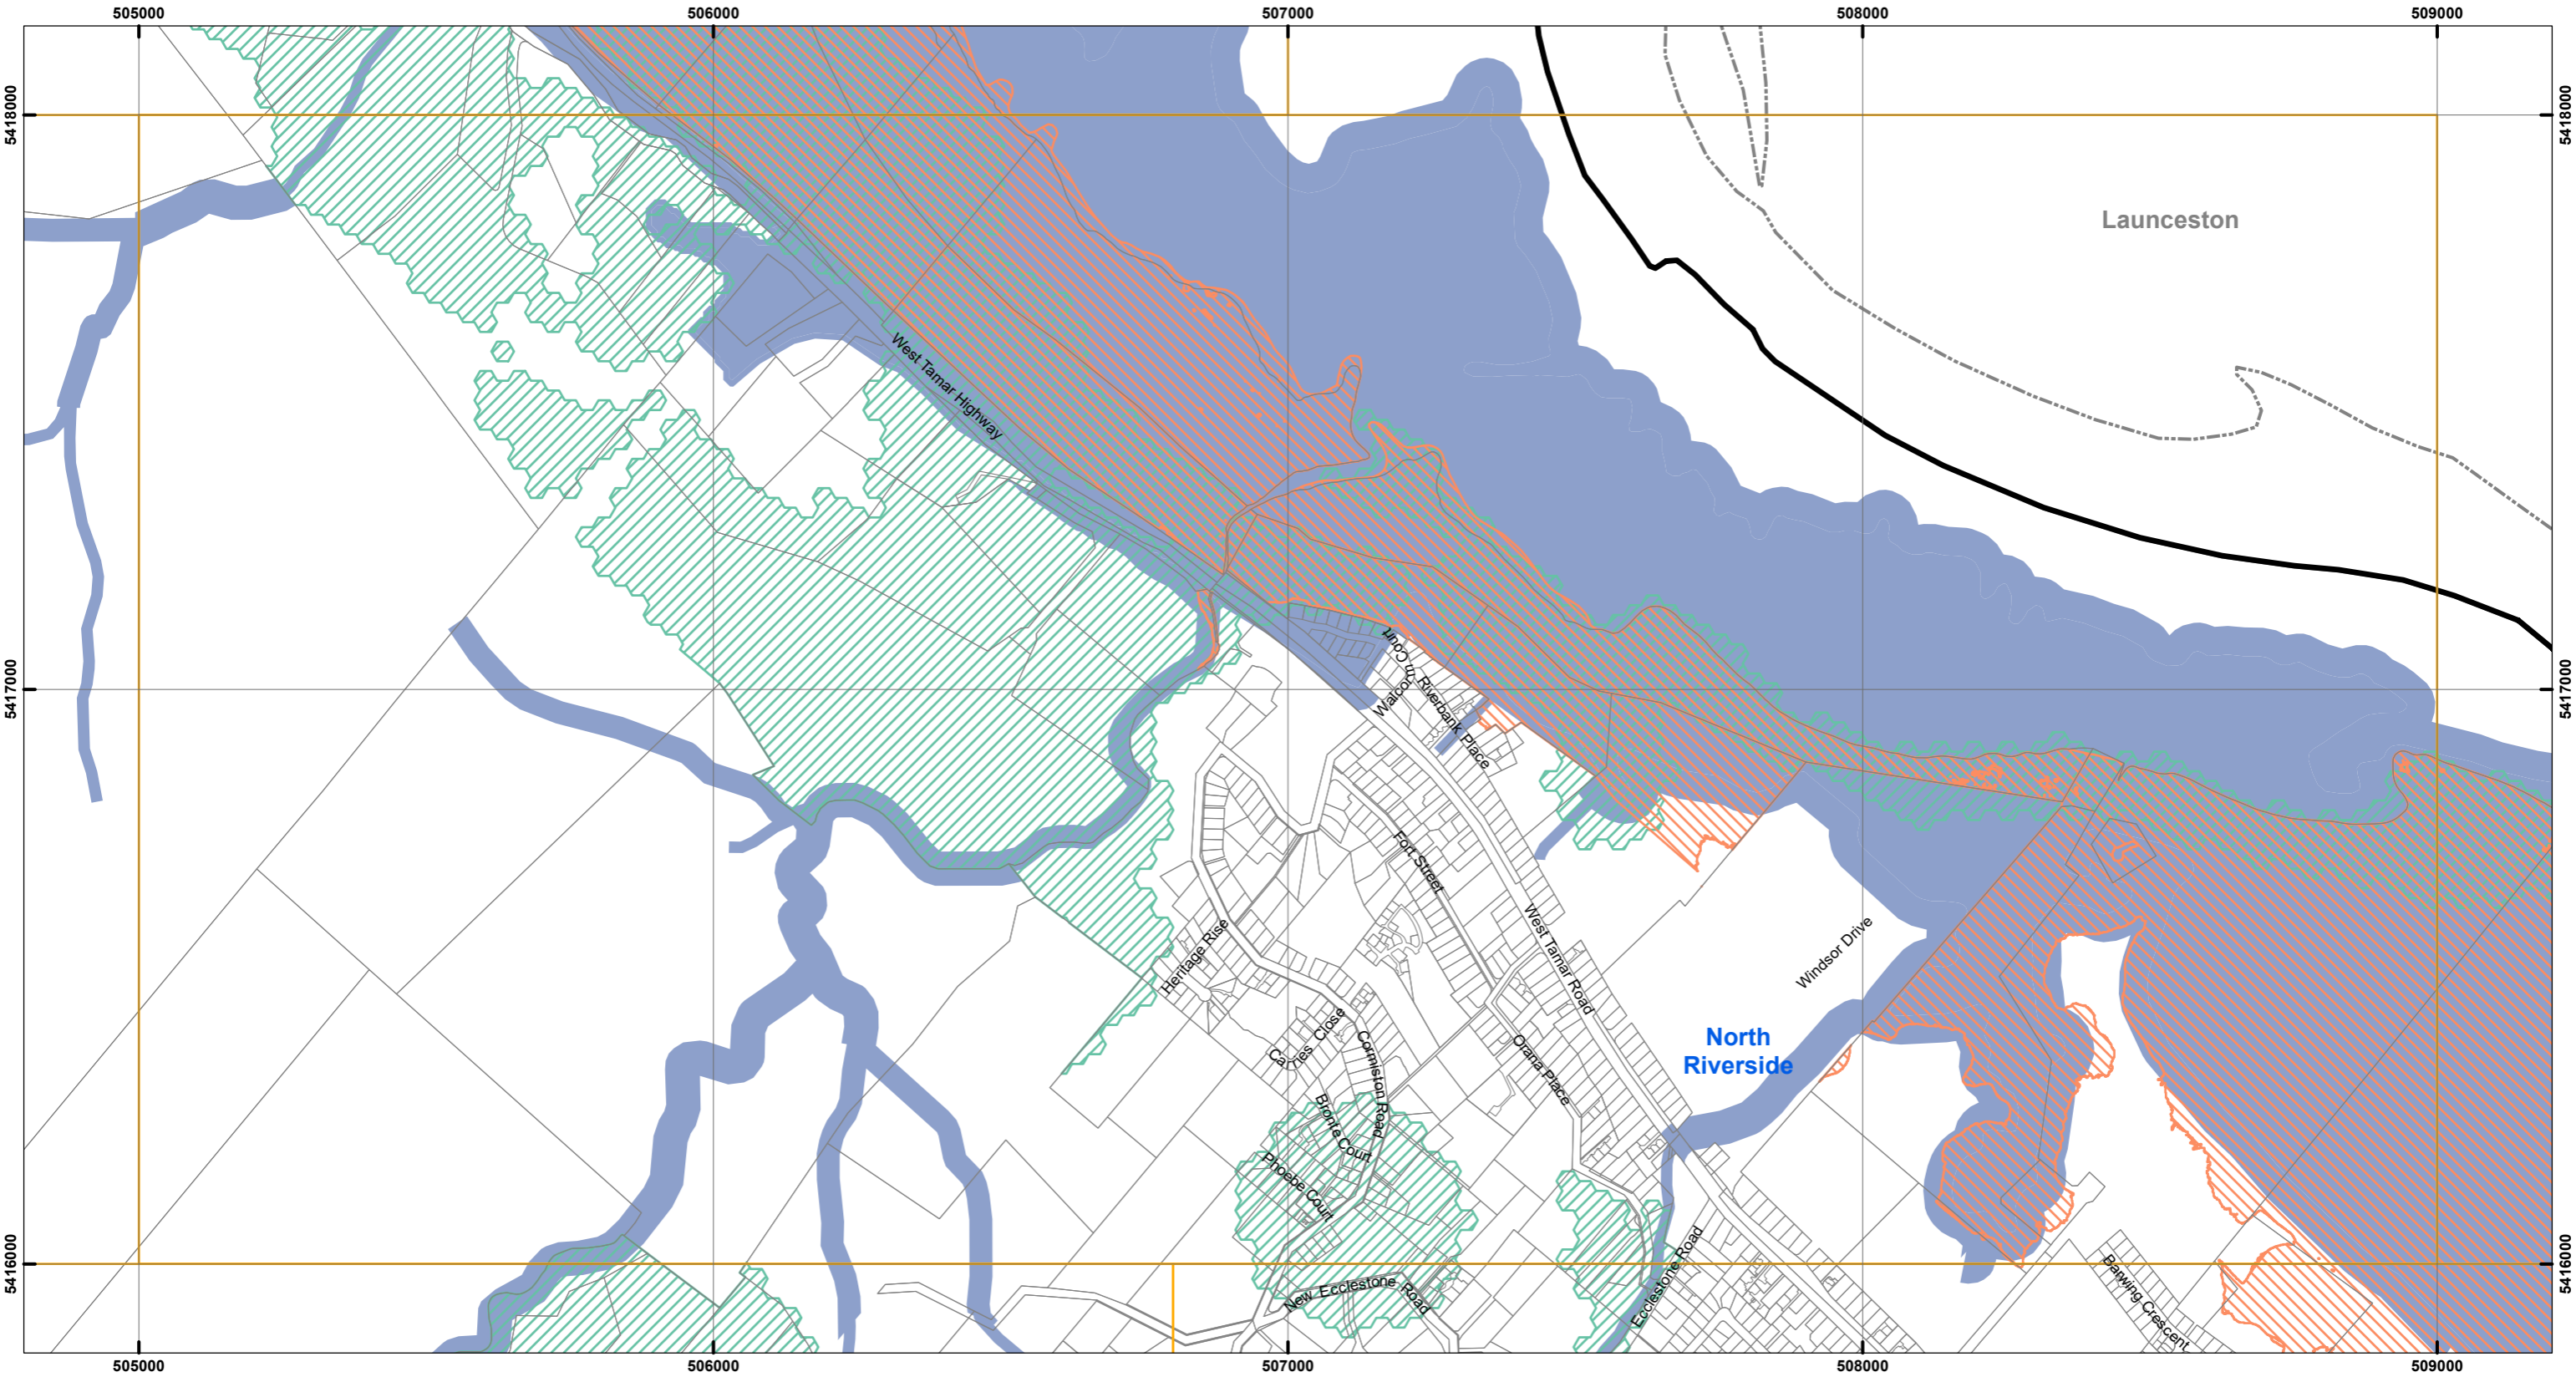 505000
506000
507000
508000
509000
5418000
5418000
Launceston
West Tamar Highway
5417000
5417000
Walcorm Court
Riverbank Place
Fort Street
West Tamar Road
Heritage Rise
Windsor Drive
Carries Close
Cormiston Road
Orana Place
North
Riverside
Bronte Court
Phoebe Court
5416000
5416000
New Ecclestone Road
Ecclestone Road
Barwing Crescent
505000
506000
507000
508000
509000